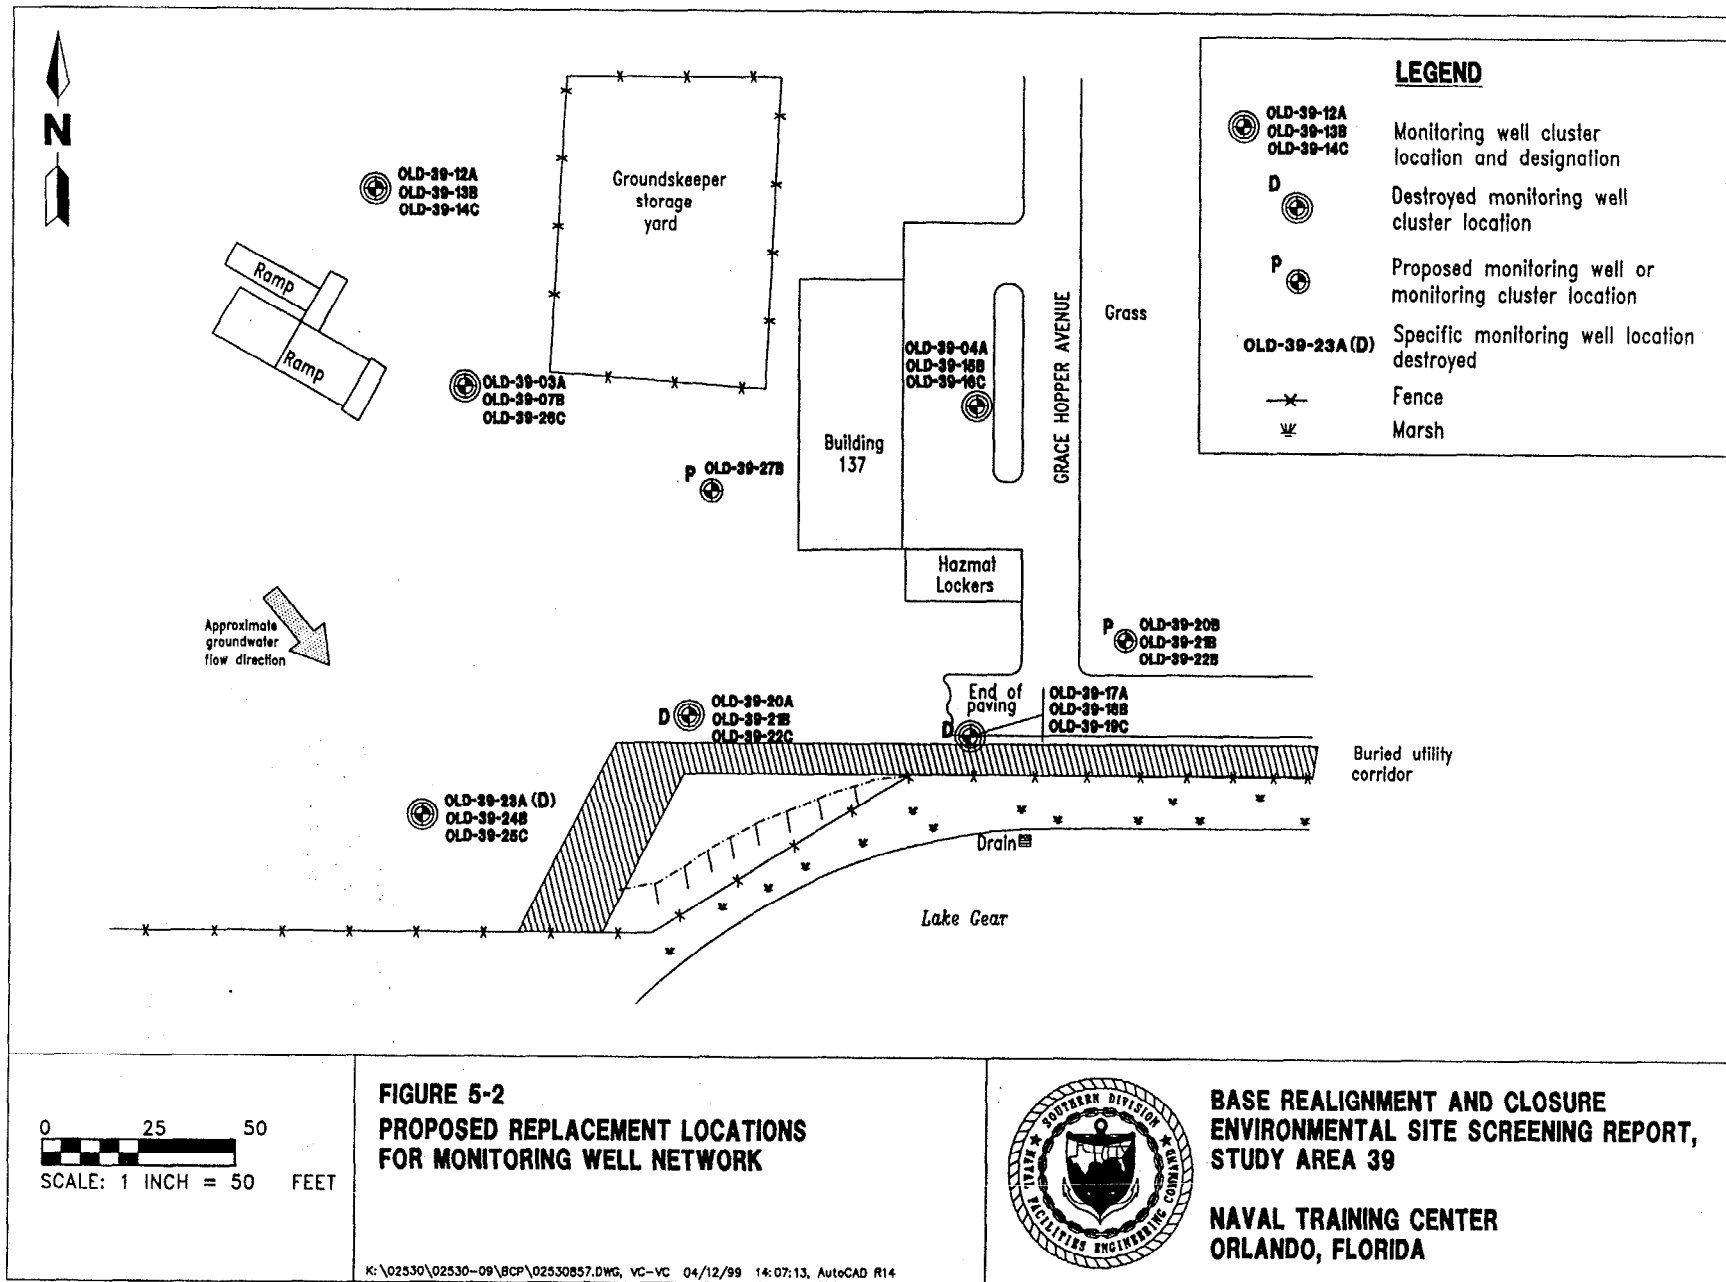 N
OLD-39-12A
OLD-39-13B
OLD-39-14C
Groundskeeper
storage
yard
Ramp
Ramp
OLD-39-03A
OLD-39-07B
OLD-39-26C
P OLD-39-27B
Building
137
OLD-39-04A
OLD-39-15B
OLD-39-16C
GRACE HOPPER AVENUE
Grass
Hazmat
Lockers
Approximate
groundwater
flow direction
P
OLD-39-20B
OLD-39-21B
OLD-39-22B
D
OLD-39-20A
OLD-39-21B
OLD-39-22C
End of
paving
D
OLD-39-17A
OLD-39-18B
OLD-39-19C
Buried utility
corridor
OLD-39-23A (D)
OLD-39-24B
OLD-39-25C
Drain
Lake Gear
LEGEND
OLD-39-12A
OLD-39-13B
OLD-39-14C
Monitoring well cluster
location and designation
D
Destroyed monitoring well
cluster location
P
Proposed monitoring well or
monitoring cluster location
OLD-39-23A (D)
Specific monitoring well location
destroyed
Fence
Marsh
0 25 50
SCALE: 1 INCH = 50 FEET
FIGURE 5-2
PROPOSED REPLACEMENT LOCATIONS
FOR MONITORING WELL NETWORK
K:\02530\02530-09\BCP\02530857.DWG, VC-VC 04/12/99 14:07:13, AutoCAD R14
SOUTHERN DIVISION
NAVAL FACILITIES ENGINEERING COMMAND
BASE REALIGNMENT AND CLOSURE
ENVIRONMENTAL SITE SCREENING REPORT,
STUDY AREA 39
NAVAL TRAINING CENTER
ORLANDO, FLORIDA